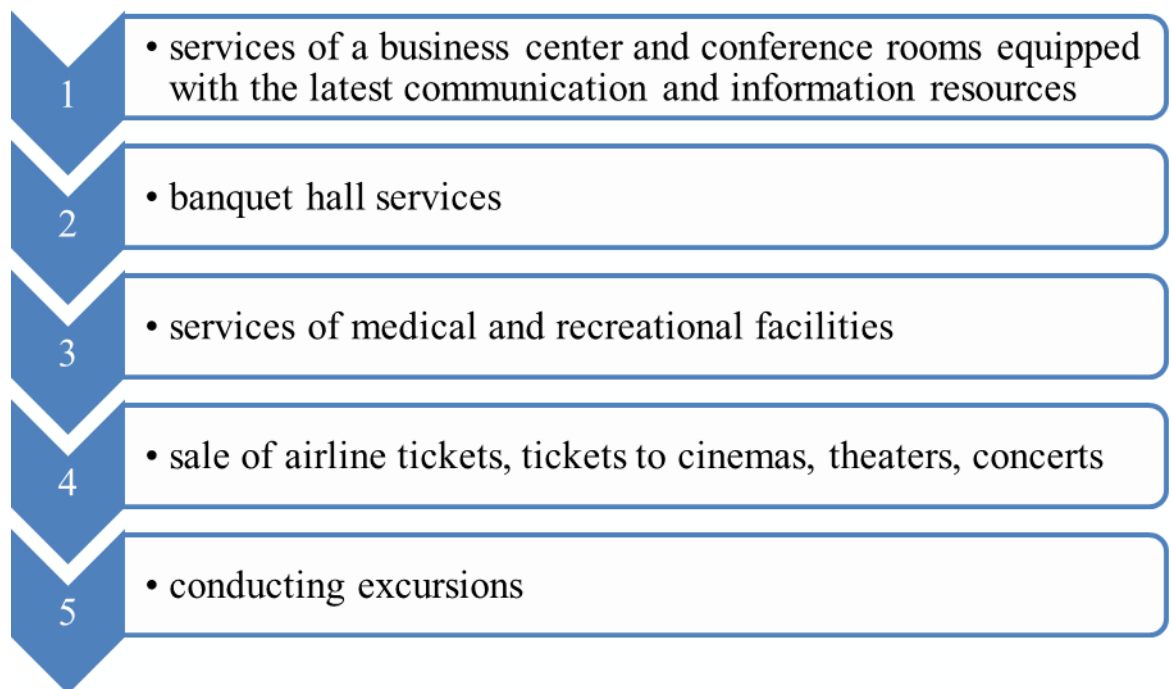 1
• services of a business center and conference rooms equipped
with the latest communication and information resources
2
• banquet hall services
3
• services of medical and recreational facilities
4
• sale of airline tickets, tickets to cinemas, theaters, concerts
5
• conducting excursions